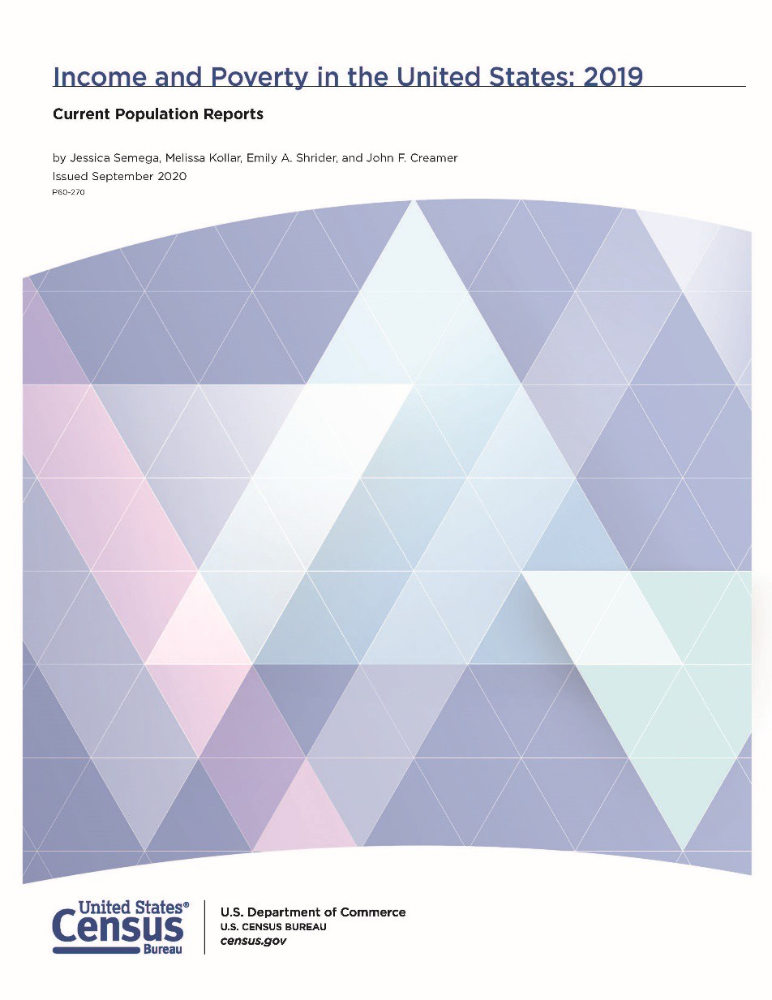 Income and Poverty in the United States: 2019
Current Population Reports
by Jessica Semega, Melissa Kollar, Emily A. Shrider, and John F. Creamer
Issued September 2020
P60-270
United States®
Census
Bureau
U.S. Department of Commerce
U.S. CENSUS BUREAU
census.gov